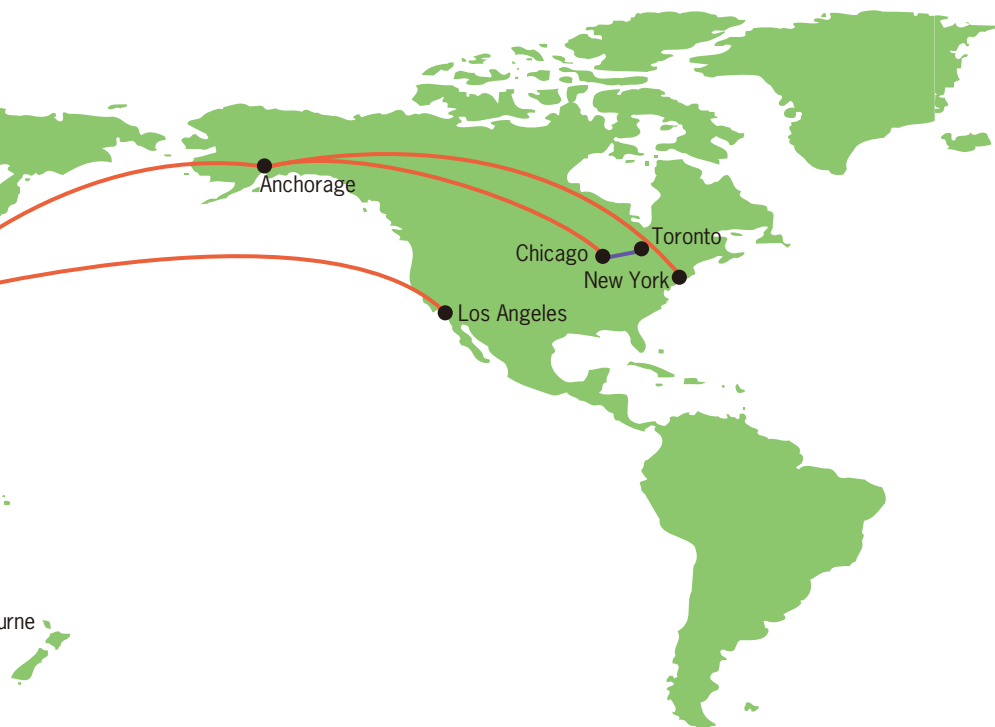 Anchorage
Toronto
Chicago
New York
Los Angeles
urne